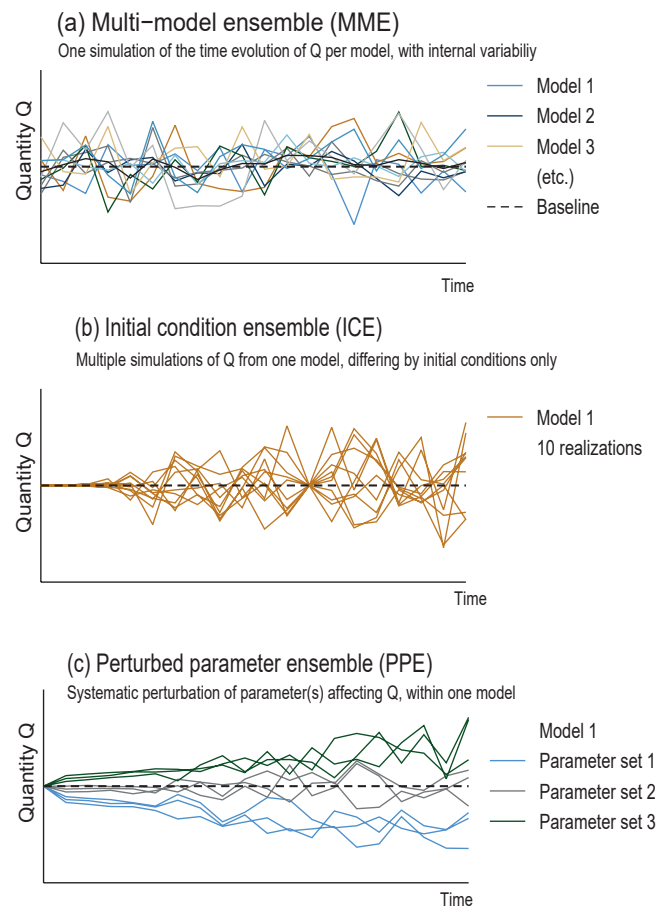 (a) Multi−model ensemble (MME)
One simulation of the time evolution of Q per model, with internal variabiliy
Quantity Q
Model 1
Model 2
Model 3
(etc.)
Baseline
Time
(b) Initial condition ensemble (ICE)
Multiple simulations of Q from one model, differing by initial conditions only
Quantity Q
Model 1
10 realizations
Time
(c) Perturbed parameter ensemble (PPE)
Systematic perturbation of parameter(s) affecting Q, within one model
Quantity Q
Model 1
Parameter set 1
Parameter set 2
Parameter set 3
Time